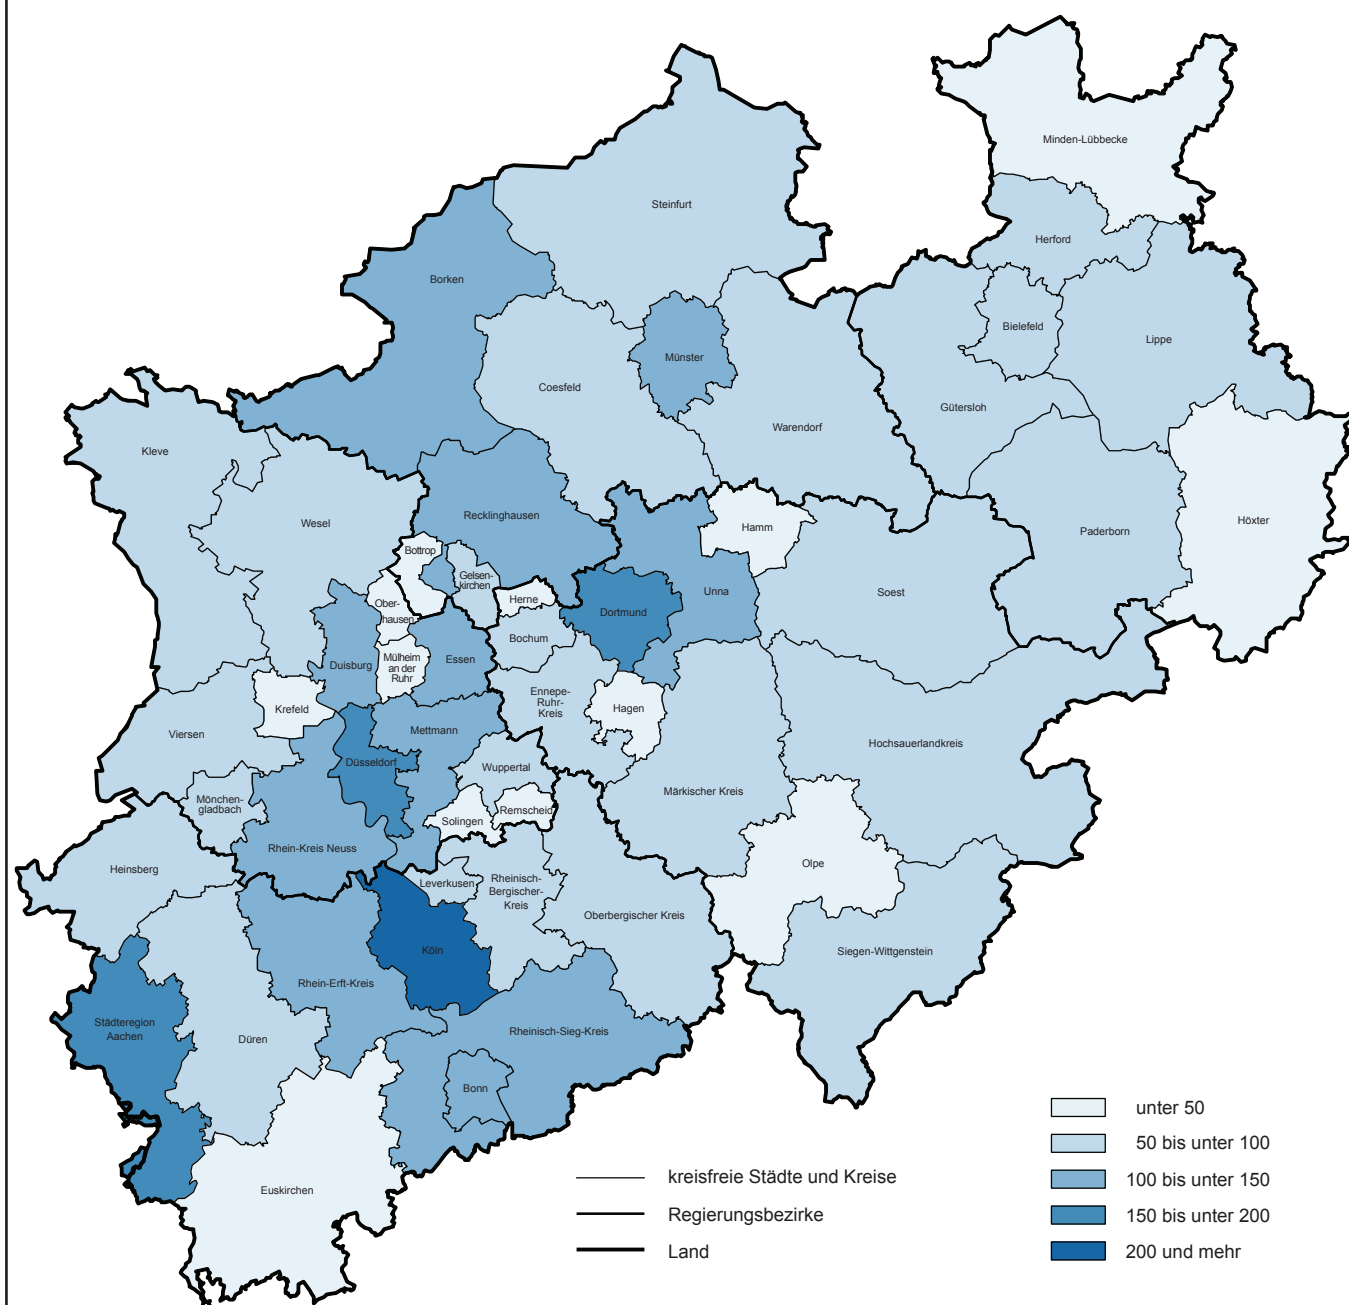 Minden-Lübbecke
Steinfurt
Herford
Borken
Bielefeld
Lippe
Münster
Coesfeld
Gütersloh
Warendorf
Kleve
Recklinghausen
Wesel
Hamm
Höxter
Paderborn
Bottrop
Gelsen-
kirchen
Unna
Soest
Herne
Ober-
hausen
Dortmund
Bochum
Duisburg
Mülheim
an der
Ruhr
Essen
Ennepe-
Ruhr-
Kreis
Krefeld
Hagen
Viersen
Mettmann
Hochsauerlandkreis
Düsseldorf
Wuppertal
Märkischer Kreis
Mönchen-
gladbach
Solingen
Remscheid
Rhein-Kreis Neuss
Olpe
Heinsberg
Leverkusen
Rheinisch-
Bergischer-
Kreis
Oberbergischer Kreis
Köln
Siegen-Wittgenstein
Rhein-Erft-Kreis
Städteregion
Aachen
Düren
Rheinisch-Sieg-Kreis
Bonn
Euskirchen
kreisfreie Städte und Kreise
Regierungsbezirke
Land
unter 50
50 bis unter 100
100 bis unter 150
150 bis unter 200
200 und mehr